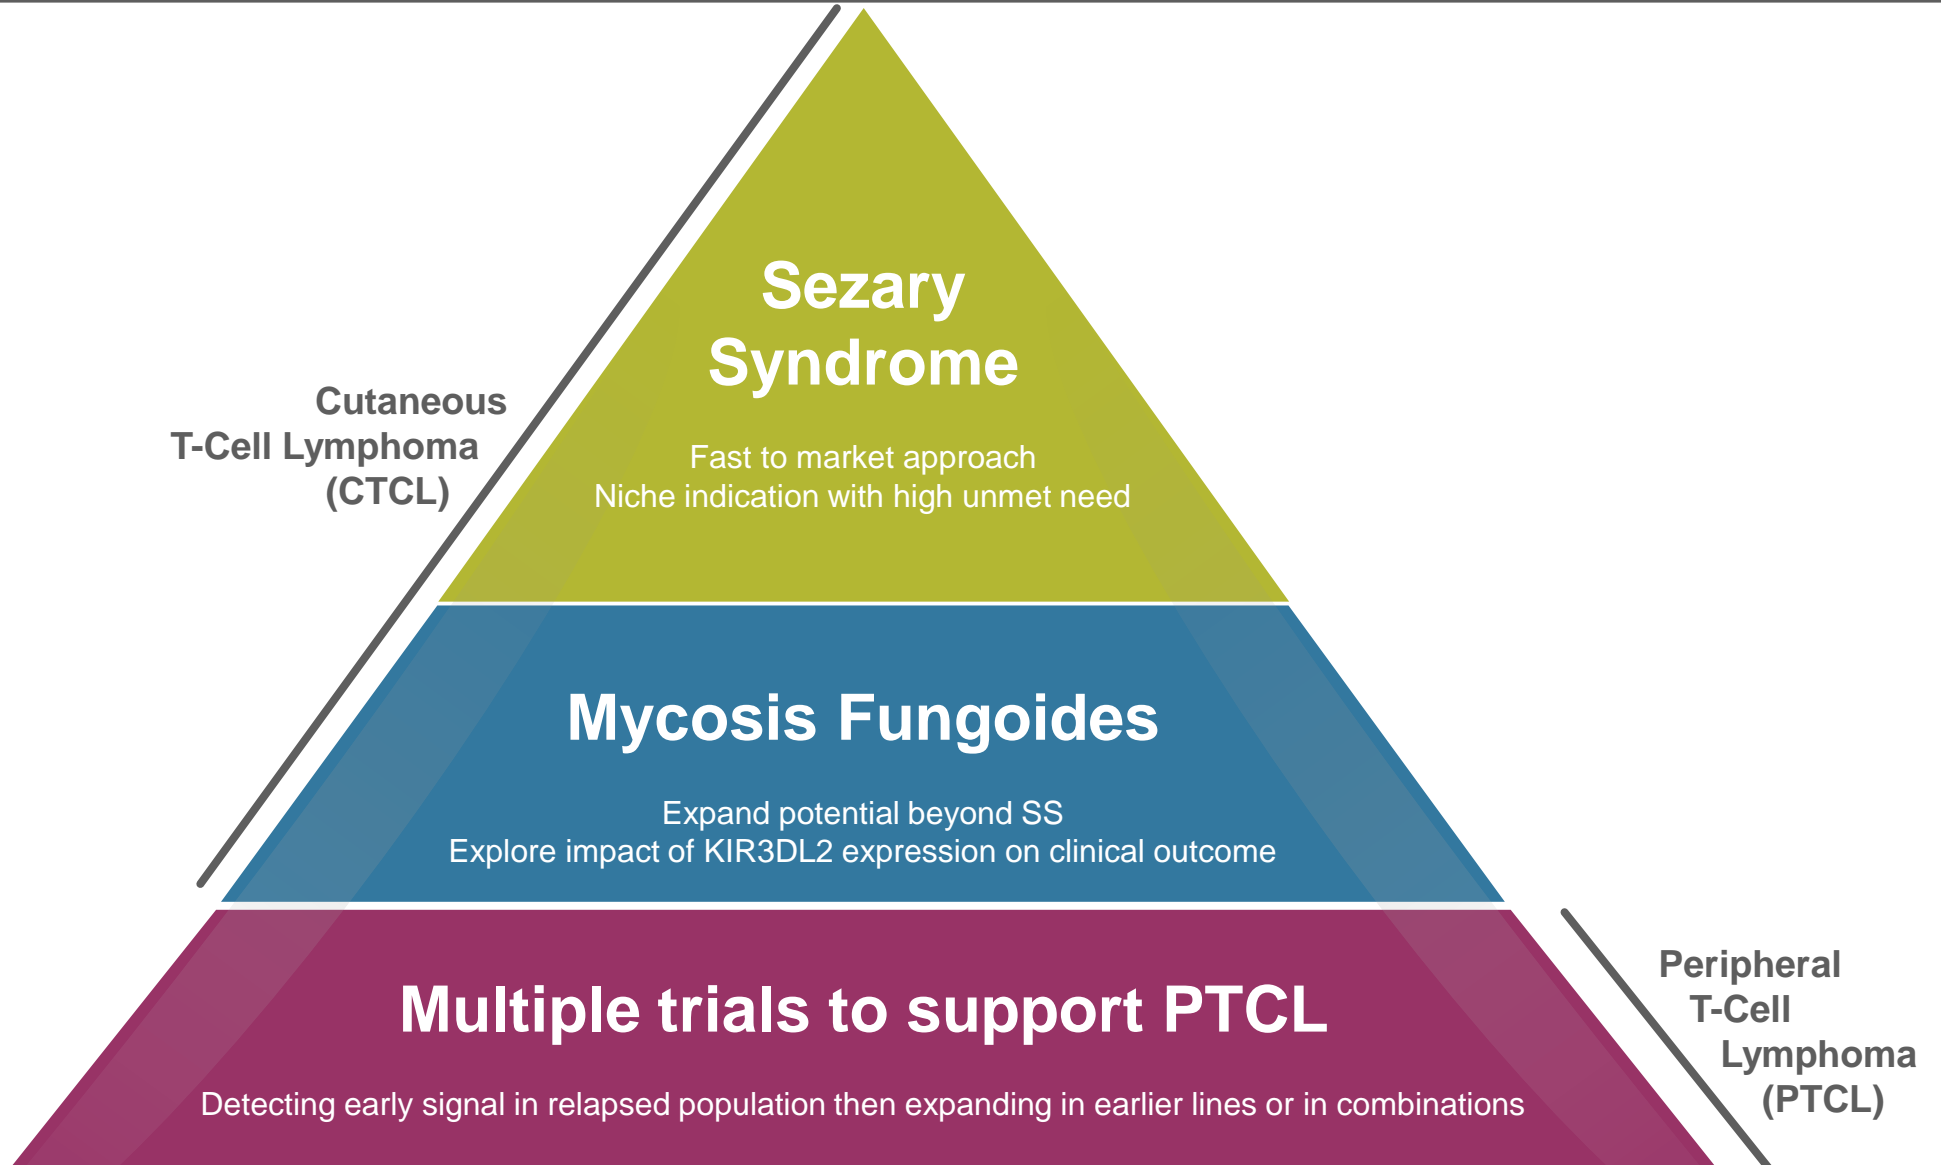 Sezary
Syndrome
Fast to market approach
Niche indication with high unmet need
Cutaneous
T-Cell Lymphoma
(CTCL)
Mycosis Fungoides
Expand potential beyond SS
Explore impact of KIR3DL2 expression on clinical outcome
Multiple trials to support PTCL
Detecting early signal in relapsed population then expanding in earlier lines or in combinations
Peripheral
T-Cell
Lymphoma
(PTCL)